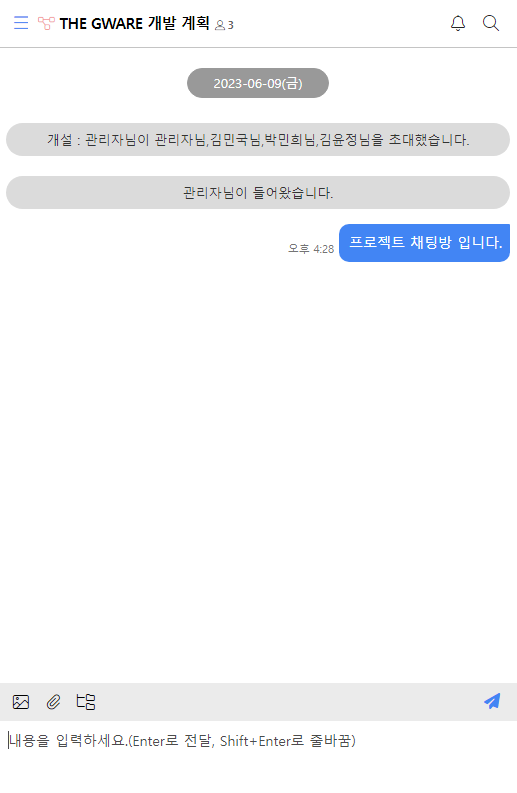 THE GWARE 개발 계획 3
2023-06-09(금)
개설 : 관리자님이 관리자님,김민국님,박민희님,김윤정님을 초대했습니다.
관리자님이 들어왔습니다.
오후 4:28 프로젝트 채팅방 입니다.
내용을 입력하세요.(Enter로 전달, Shift+Enter로 줄바꿈)